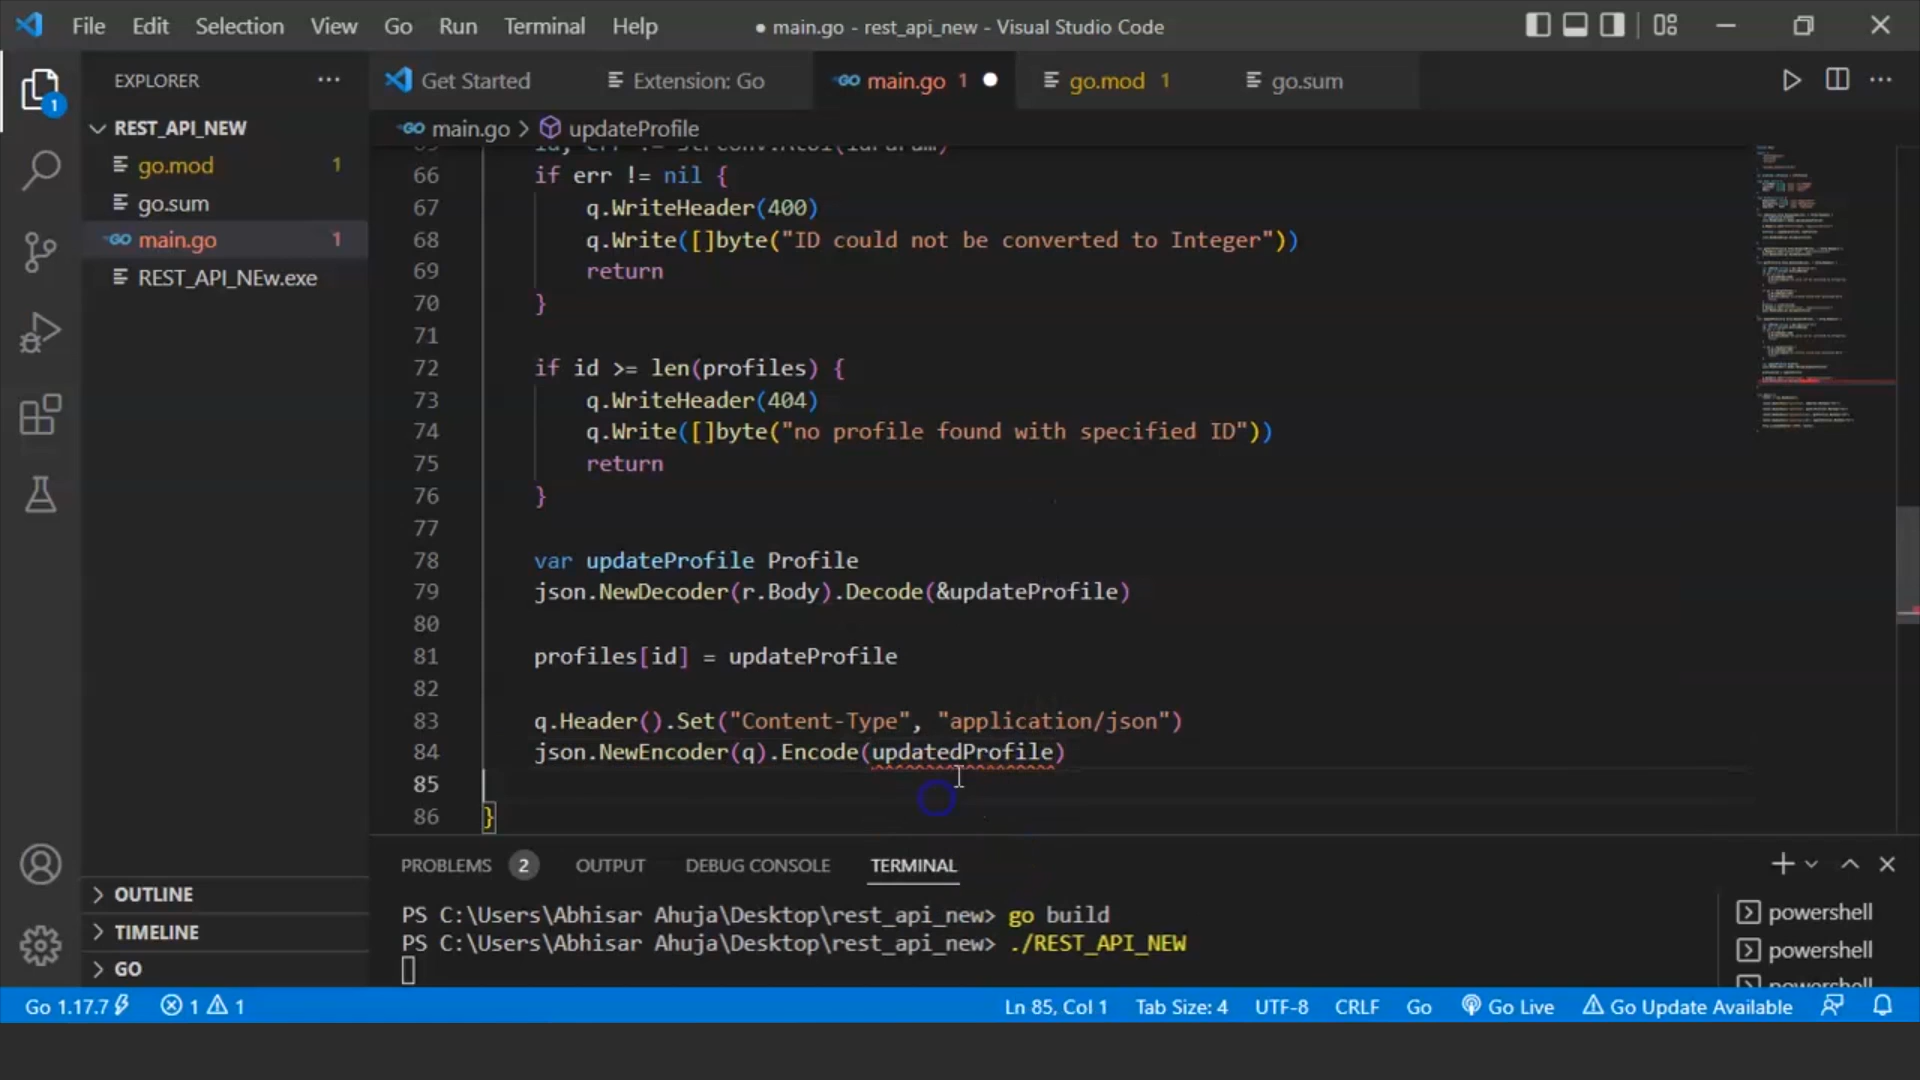 File Edit Selection View Go Run Terminal Help ● main.go - rest_api_new - Visual Studio Code
EXPLORER
Get Started Extension: Go main.go 1 go.mod 1 go.sum
REST_API_NEW
main.go > updateProfile
go.mod 1
go.sum
main.go 1
REST_API_NEw.exe
66 if err != nil {
67 q.WriteHeader(400)
68 q.Write([]byte("ID could not be converted to Integer"))
69 return
70 }
71
72 if id >= len(profiles) {
73 q.WriteHeader(404)
74 q.Write([]byte("no profile found with specified ID"))
75 return
76 }
77
78 var updateProfile Profile
79 json.NewDecoder(r.Body).Decode(&updateProfile)
80
81 profiles[id] = updateProfile
82
83 q.Header().Set("Content-Type", "application/json")
84 json.NewEncoder(q).Encode(updatedProfile)
85
86 }
OUTLINE
TIMELINE
GO
PROBLEMS 2 OUTPUT DEBUG CONSOLE TERMINAL
PS C:\Users\Abhisar Ahuja\Desktop\rest_api_new> go build
PS C:\Users\Abhisar Ahuja\Desktop\rest_api_new> ./REST_API_NEW
powershell
powershell
Go 1.17.7 1 1 Ln 85, Col 1 Tab Size: 4 UTF-8 CRLF Go Go Live Go Update Available